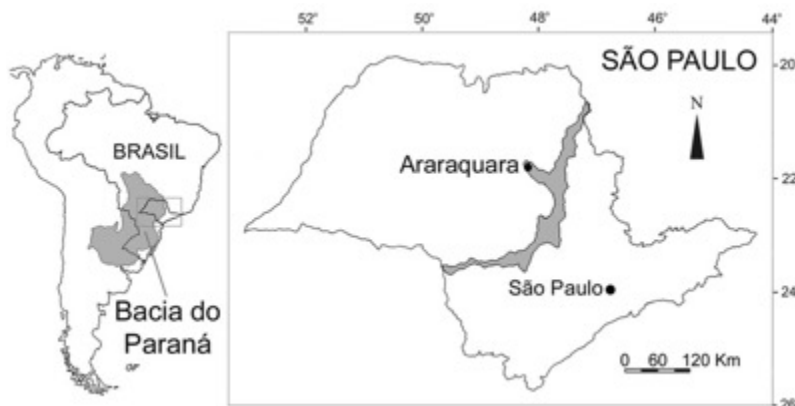 52°
50°
48°
46°
44°
SÃO PAULO
20
N
BRASIL
Araraquara
22
Bacia do
Paraná
São Paulo
24
0 60 120 Km
26